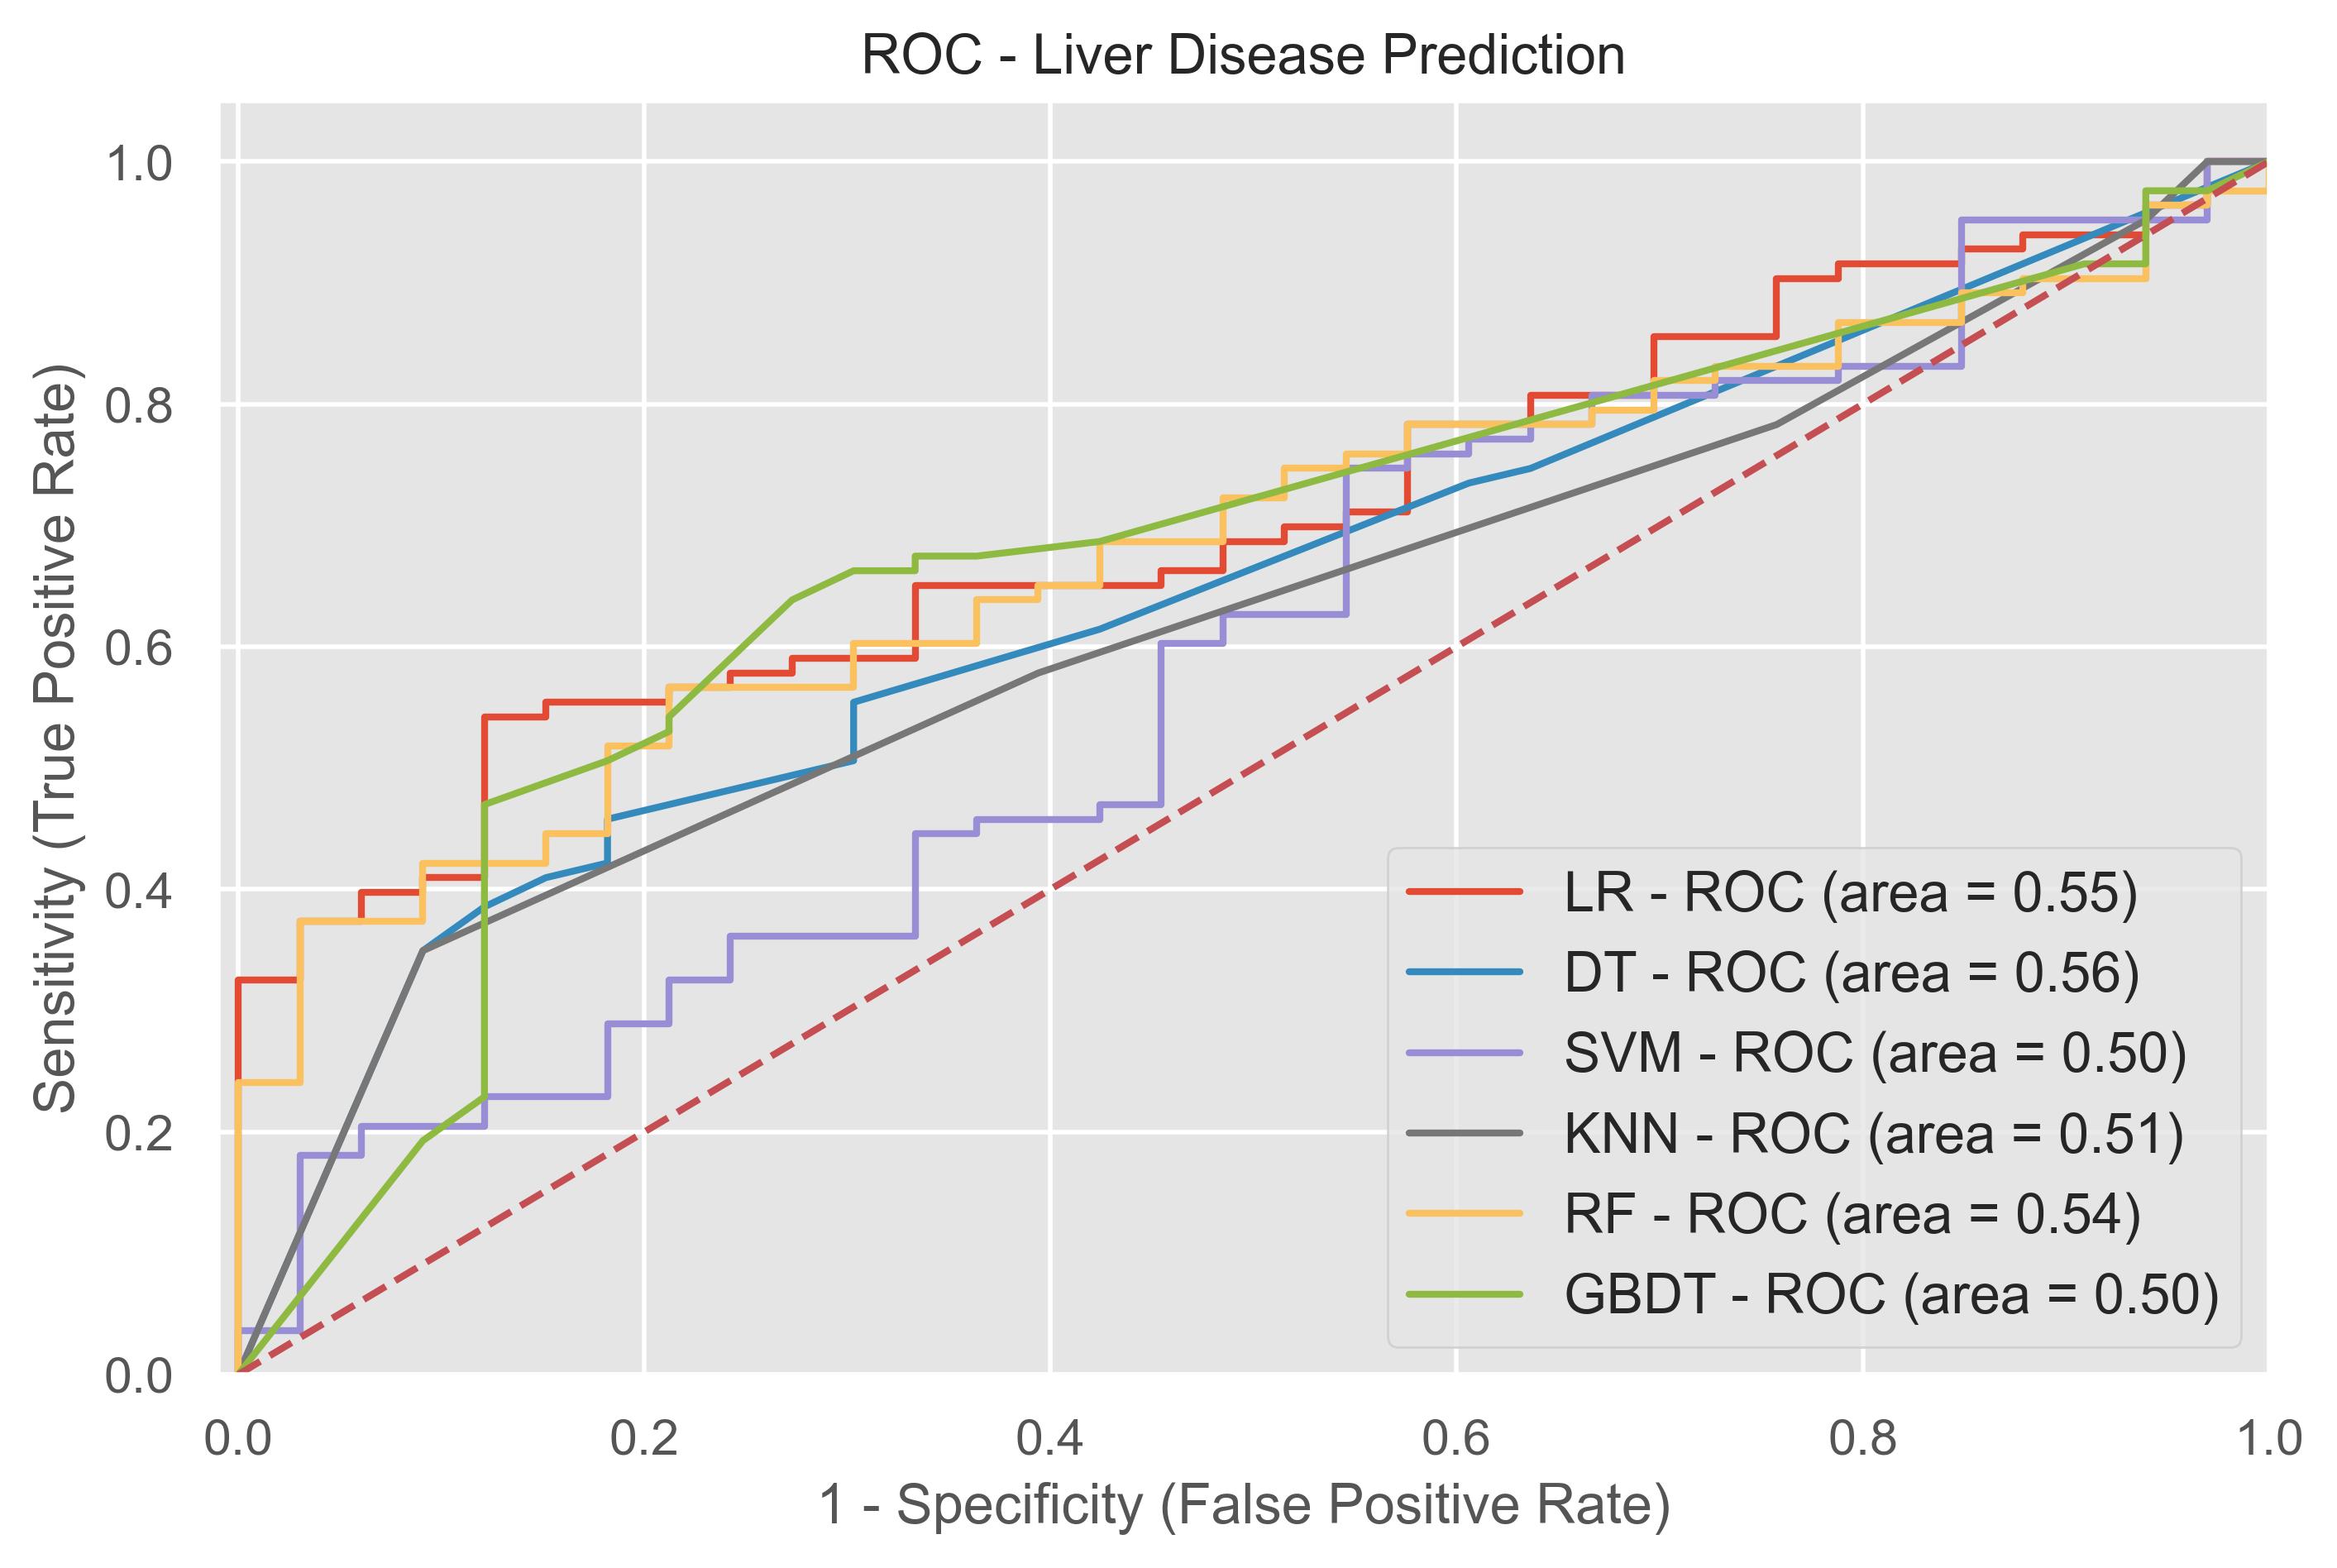 ROC - Liver Disease Prediction
Sensitivity (True Positive Rate)
1.0
0.8
0.6
0.4
0.2
0.0
LR - ROC (area = 0.55)
DT - ROC (area = 0.56)
SVM - ROC (area = 0.50)
KNN - ROC (area = 0.51)
RF - ROC (area = 0.54)
GBDT - ROC (area = 0.50)
0.0 0.2 0.4 0.6 0.8 1.0
1 - Specificity (False Positive Rate)